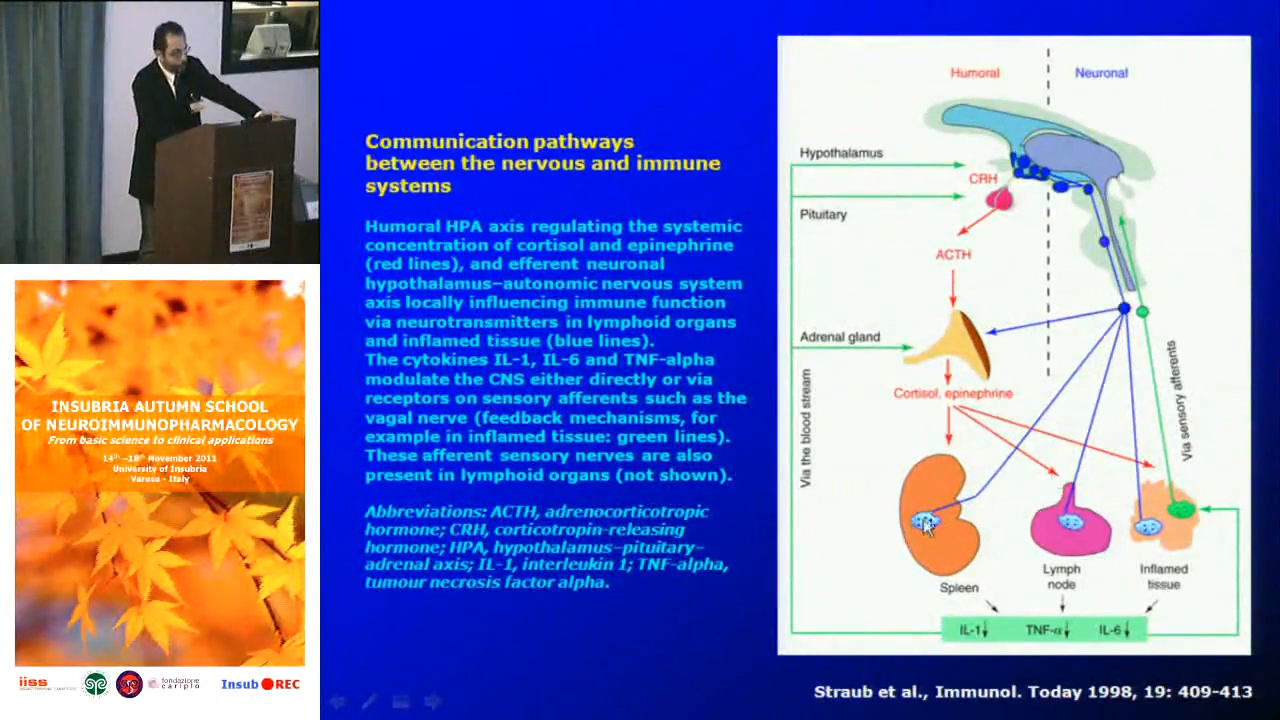 Communication pathways
between the nervous and immune
systems
Humoral HPA axis regulating the systemic
concentration of cortisol and epinephrine
(red lines), and efferent neuronal
hypothalamus–autonomic nervous system
axis locally influencing immune function
via neurotransmitters in lymphoid organs
and inflamed tissue (blue lines).
The cytokines IL-1, IL-6 and TNF-alpha
modulate the CNS either directly or via
receptors on sensory afferents such as the
vagal nerve (feedback mechanisms, for
example in inflamed tissue: green lines).
These afferent sensory nerves are also
present in lymphoid organs (not shown).
Abbreviations: ACTH, adrenocorticotropic
hormone; CRH, corticotropin-releasing
hormone; HPA, hypothalamus–pituitary–
adrenal axis; IL-1, interleukin 1; TNF-alpha,
tumour necrosis factor alpha.
Humoral
Neuronal
Hypothalamus
CRH
Pituitary
ACTH
Adrenal gland
Cortisol, epinephrine
Via the blood stream
Via sensory afferents
Spleen
Lymph
node
Inflamed
tissue
IL-1↓ TNF-α↓ IL-6↓
Straub et al., Immunol. Today 1998, 19: 409-413
INSUBRIA AUTUMN SCHOOL
OF NEUROIMMUNOPHARMACOLOGY
From basic science to clinical applications
14th –18th November 2011
University of Insubria
Varese - Italy
iiss
fondazione
cariplo
Insub REC